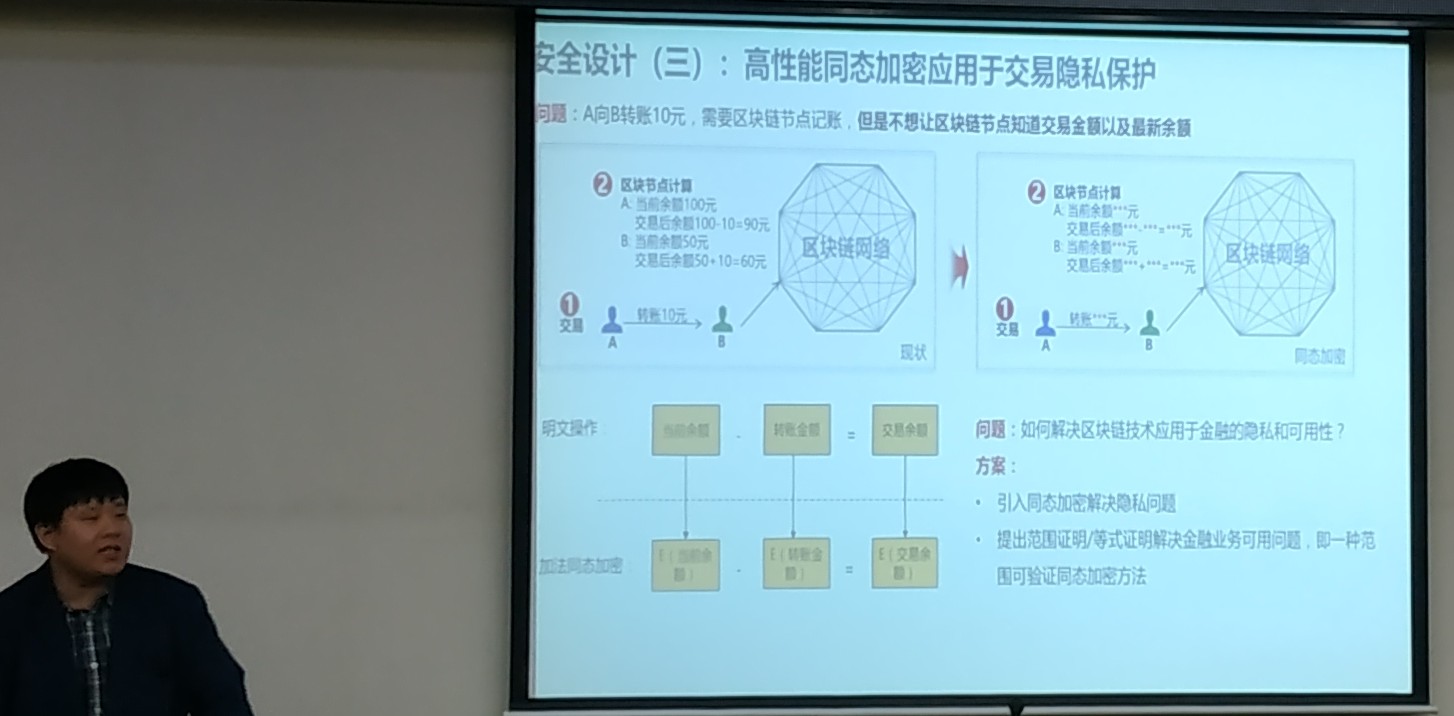 安全设计（三）：高性能同态加密应用于交易隐私保护
问题：A向B转账10元，需要区块链节点记账，但是不想让区块链节点知道交易金额以及最新余额
2 区块节点计算
A: 当前余额100元
交易后余额100-10=90元
B: 当前余额50元
交易后余额50+10=60元
区块链网络
1
交易
转账10元
A
B
现状
2 区块节点计算
A: 当前余额***元
交易后余额***-***=***元
B: 当前余额***元
交易后余额***+***=***元
区块链网络
1
交易
转账***元
A
B
同态加密
明文操作：
当前余额 - 转账金额 = 交易余额
加法同态加密
E（当前余
额） - E（转账金
额） = E（交易余
额）
问题：如何解决区块链技术应用于金融的隐私和可用性？
方案：
• 引入同态加密解决隐私问题
• 提出范围证明/等式证明解决金融业务可用问题，即一种范
围可验证同态加密方法